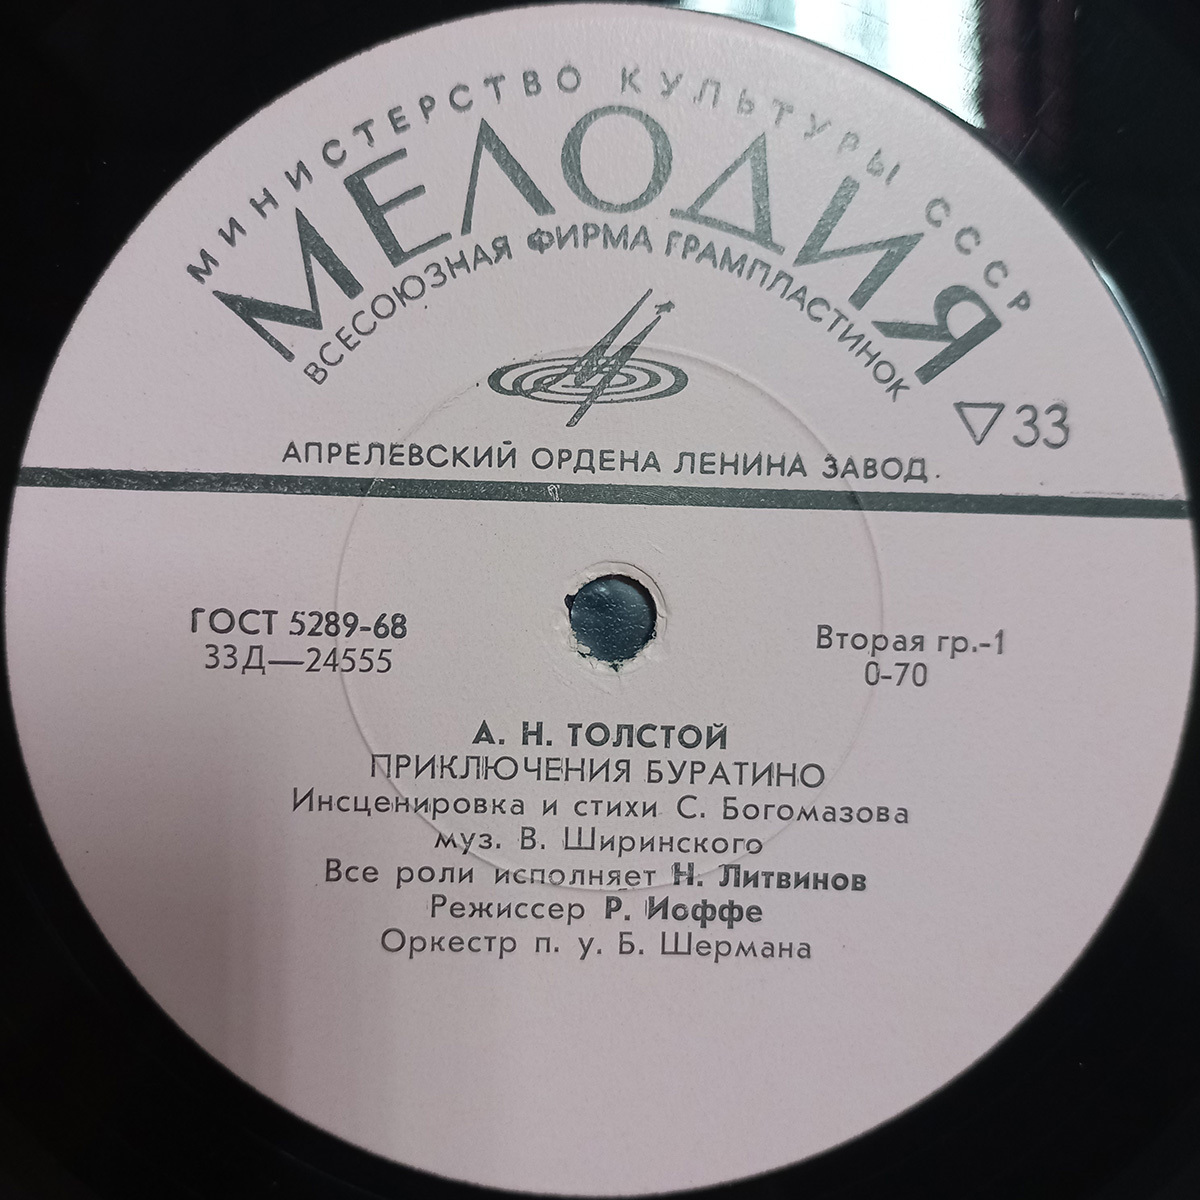 МИНИСТЕРСТВО КУЛЬТУРЫ СССР
МЕЛОДИЯ
ВСЕСОЮЗНАЯ ФИРМА ГРАМПЛАСТИНОК
▽33
АПРЕЛЕВСКИЙ ОРДЕНА ЛЕНИНА ЗАВОД.
ГОСТ 5289-68
33Д—24555
Вторая гр.-1
0-70
А. Н. ТОЛСТОЙ
ПРИКЛЮЧЕНИЯ БУРАТИНО
Инсценировка и стихи С. Богомазова
муз. В. Ширинского
Все роли исполняет Н. Литвинов
Режиссер Р. Иоффе
Оркестр п. у. Б. Шермана